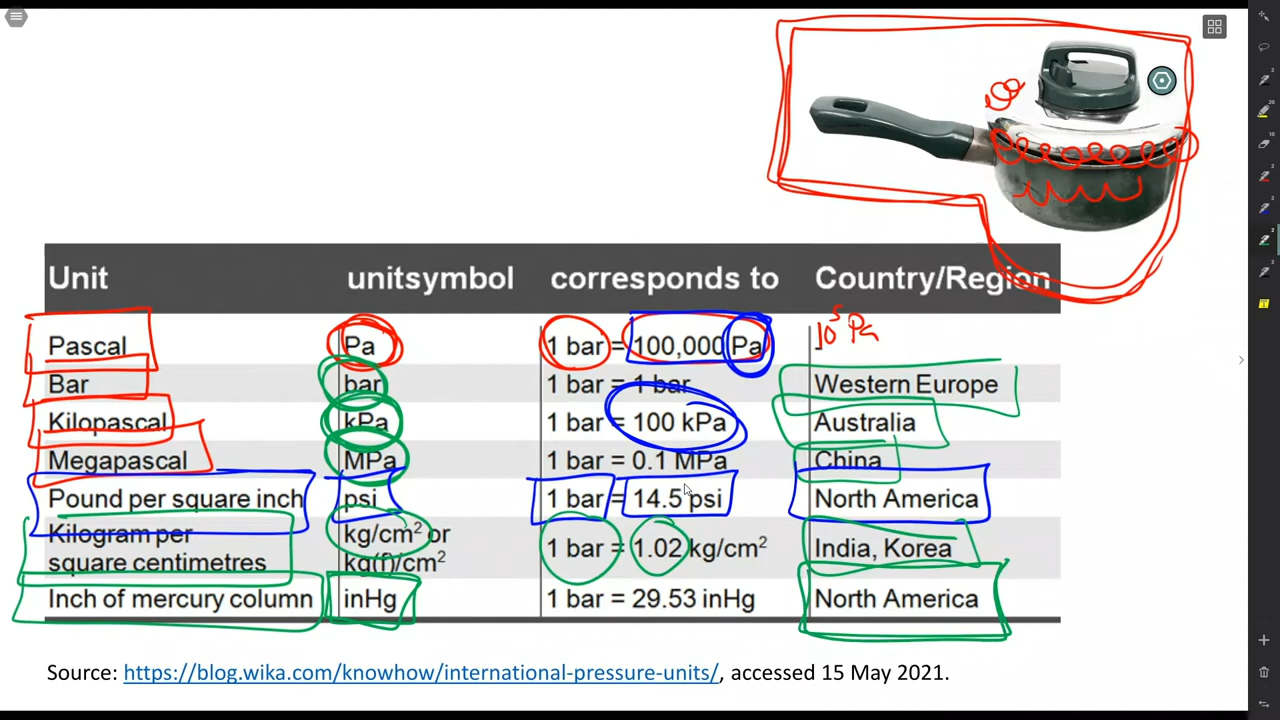 Unit unitsymbol corresponds to Country/Region
Pascal Pa 1 bar = 100,000 Pa 10⁵ Pa
Bar bar 1 bar = 1 bar Western Europe
Kilopascal kPa 1 bar = 100 kPa Australia
Megapascal MPa 1 bar = 0.1 MPa China
Pound per square inch psi 1 bar = 14.5 psi North America
Kilogram per
square centimetres kg/cm² or
kg(f)/cm² 1 bar = 1.02 kg/cm² India, Korea
Inch of mercury column inHg 1 bar = 29.53 inHg North America
Source: https://blog.wika.com/knowhow/international-pressure-units/, accessed 15 May 2021.